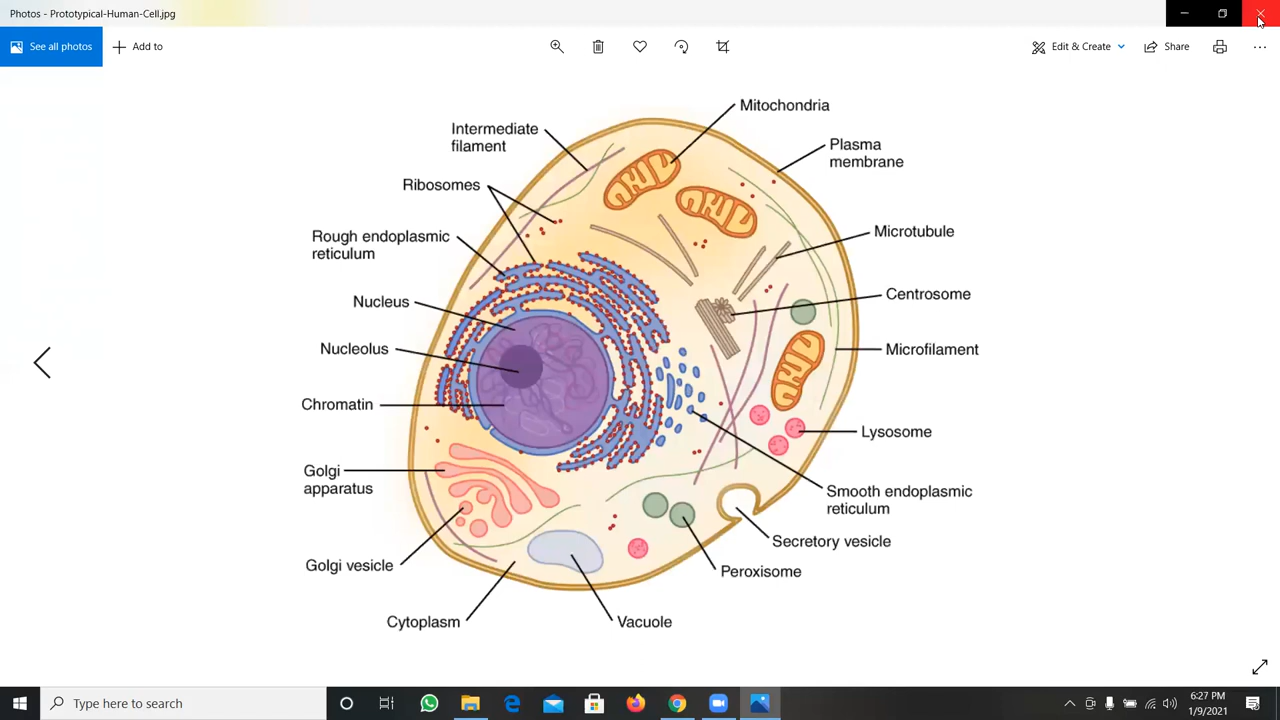 Photos - Prototypical-Human-Cell.jpg
See all photos
Add to
Edit & Create
Share
Mitochondria
Intermediate
filament
Plasma
membrane
Ribosomes
Rough endoplasmic
reticulum
Microtubule
Nucleus
Centrosome
Nucleolus
Microfilament
Chromatin
Lysosome
Golgi
apparatus
Smooth endoplasmic
reticulum
Secretory vesicle
Golgi vesicle
Peroxisome
Cytoplasm
Vacuole
Type here to search
6:27 PM
1/9/2021